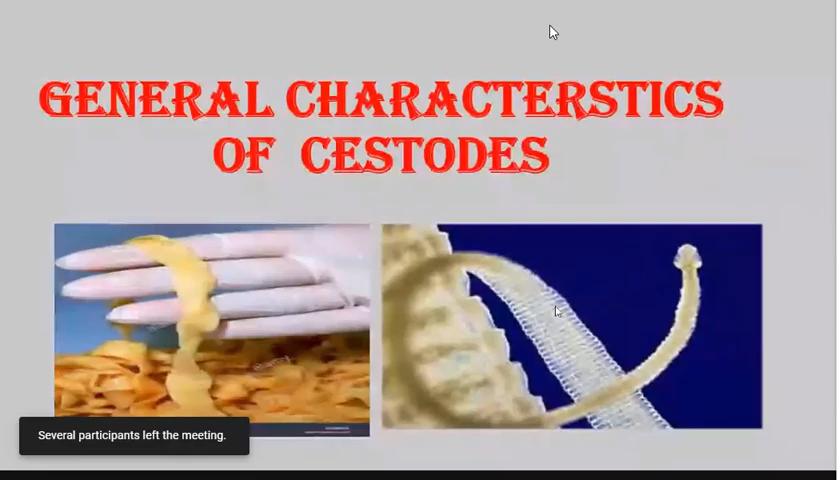 GENERAL CHARACTERSTICS
OF CESTODES
Several participants left the meeting.